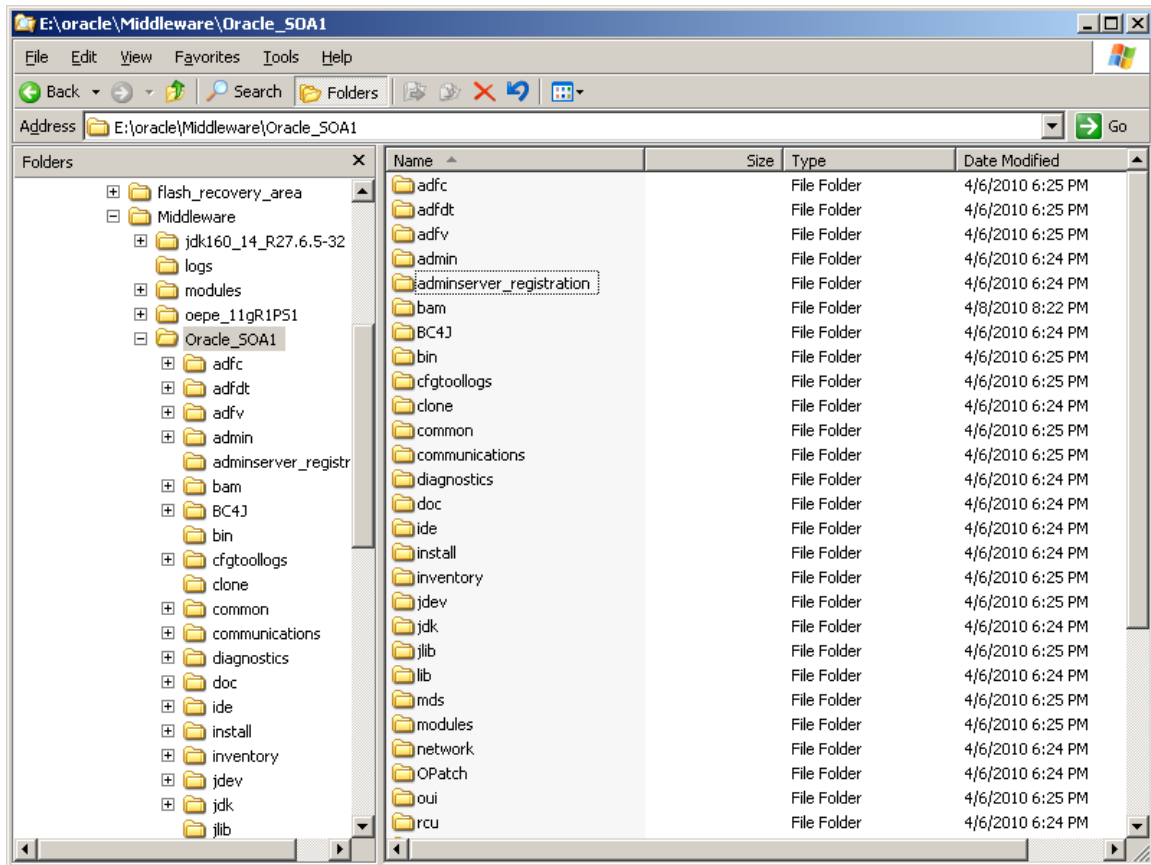 E:\oracle\Middleware\Oracle_SOA1
File Edit View Favorites Tools Help
Back Search Folders
Address E:\oracle\Middleware\Oracle_SOA1 Go
Folders
flash_recovery_area
Middleware
jdk160_14_R27.6.5-32
logs
modules
oepe_11gR1PS1
Oracle_SOA1
adfc
adfdt
adfv
admin
adminserver_registr
bam
BC4J
bin
cfgtoollogs
clone
common
communications
diagnostics
doc
ide
install
inventory
jdev
jdk
jlib
Name Size Type Date Modified
adfc File Folder 4/6/2010 6:25 PM
adfdt File Folder 4/6/2010 6:25 PM
adfv File Folder 4/6/2010 6:25 PM
admin File Folder 4/6/2010 6:24 PM
adminserver_registration File Folder 4/6/2010 6:24 PM
bam File Folder 4/8/2010 8:22 PM
BC4J File Folder 4/6/2010 6:24 PM
bin File Folder 4/6/2010 6:25 PM
cfgtoollogs File Folder 4/6/2010 6:25 PM
clone File Folder 4/6/2010 6:24 PM
common File Folder 4/6/2010 6:25 PM
communications File Folder 4/6/2010 6:25 PM
diagnostics File Folder 4/6/2010 6:24 PM
doc File Folder 4/6/2010 6:24 PM
ide File Folder 4/6/2010 6:24 PM
install File Folder 4/6/2010 6:24 PM
inventory File Folder 4/6/2010 6:25 PM
jdev File Folder 4/6/2010 6:25 PM
jdk File Folder 4/6/2010 6:24 PM
jlib File Folder 4/6/2010 6:25 PM
lib File Folder 4/6/2010 6:24 PM
mds File Folder 4/6/2010 6:25 PM
modules File Folder 4/6/2010 6:25 PM
network File Folder 4/6/2010 6:24 PM
OPatch File Folder 4/6/2010 6:24 PM
oui File Folder 4/6/2010 6:25 PM
rcu File Folder 4/6/2010 6:24 PM